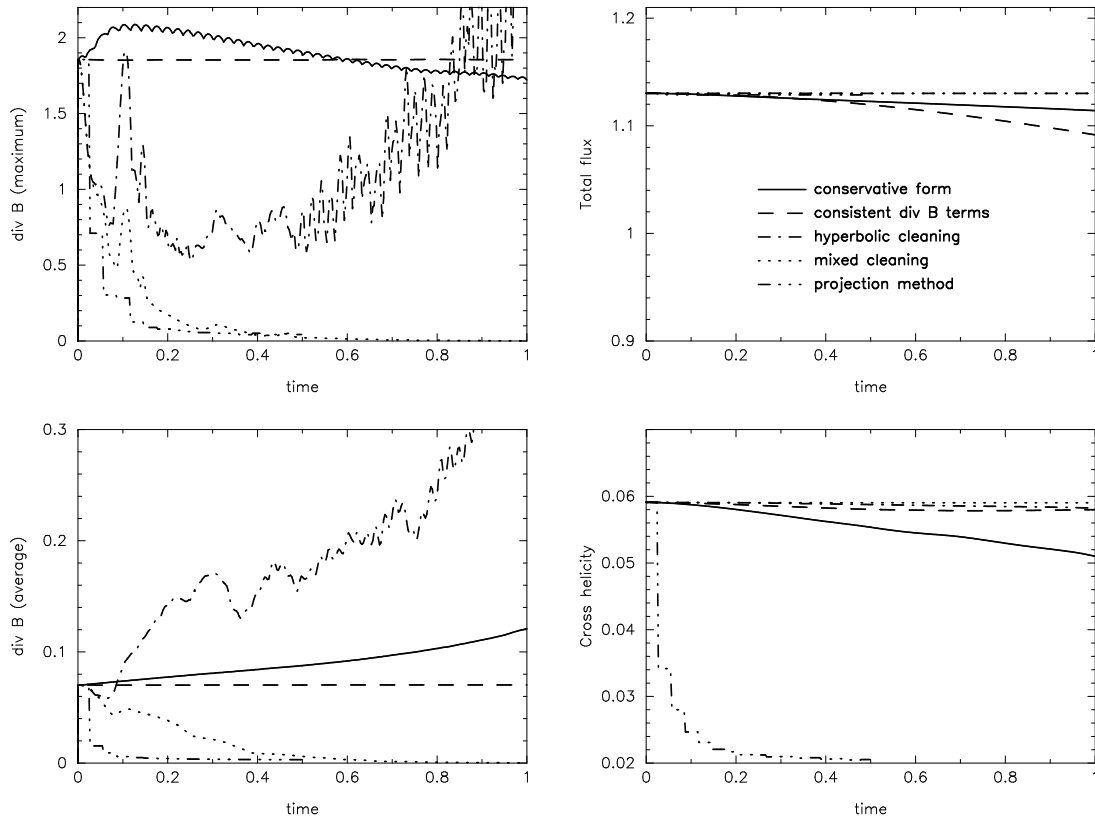 div B (maximum)
2
1.5
1
0.5
0
0 0.2 0.4 0.6 0.8 1
time
Total flux
1.2
1.1
1
0.9
conservative form
consistent div B terms
hyperbolic cleaning
mixed cleaning
projection method
0 0.2 0.4 0.6 0.8 1
time
div B (average)
0.3
0.2
0.1
0
0 0.2 0.4 0.6 0.8 1
time
Cross helicity
0.06
0.05
0.04
0.03
0.02
0 0.2 0.4 0.6 0.8 1
time